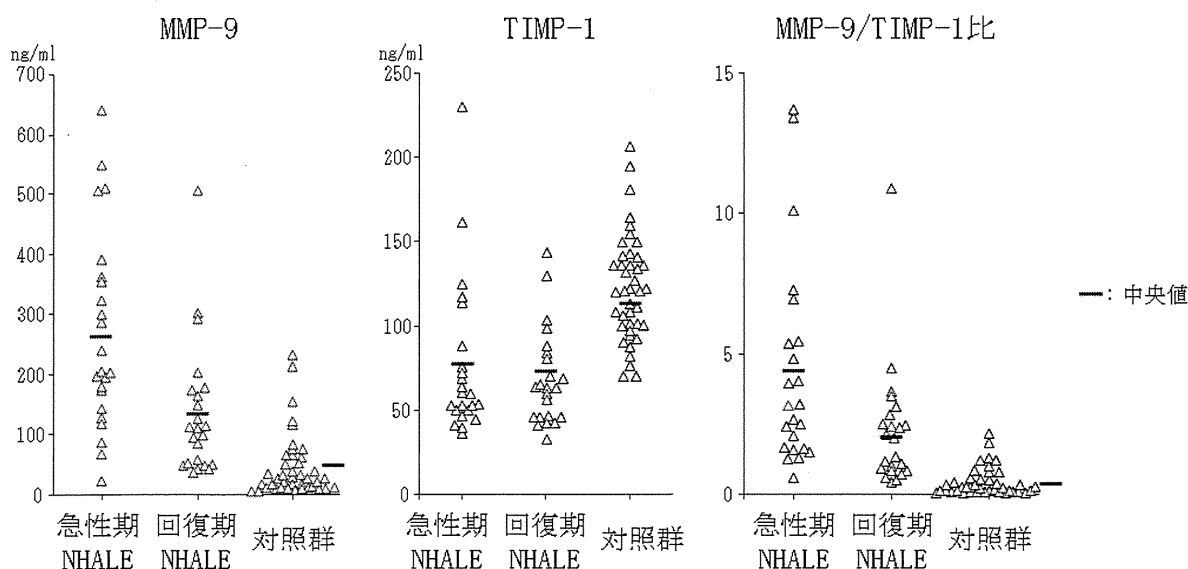 MMP-9
ng/ml
700
600
500
400
300
200
100
0
急性期
NHALE
回復期
NHALE
対照群
TIMP-1
ng/ml
250
200
150
100
50
0
急性期
NHALE
回復期
NHALE
対照群
MMP-9/TIMP-1比
15
10
5
0
急性期
NHALE
回復期
NHALE
対照群
: 中央値